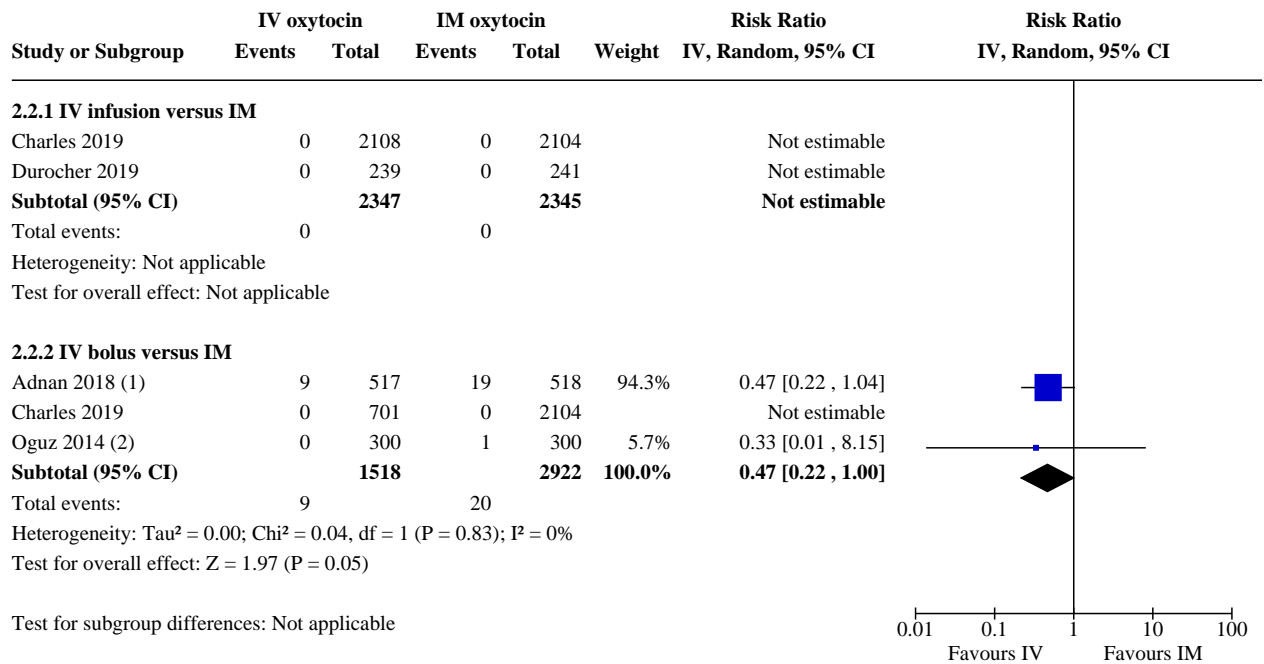 IV oxytocin IM oxytocin Risk Ratio Risk Ratio
Study or Subgroup Events Total Events Total Weight IV, Random, 95% CI IV, Random, 95% CI
2.2.1 IV infusion versus IM
Charles 2019 0 2108 0 2104 Not estimable
Durocher 2019 0 239 0 241 Not estimable
Subtotal (95% CI) 2347 2345 Not estimable
Total events: 0 0
Heterogeneity: Not applicable
Test for overall effect: Not applicable
2.2.2 IV bolus versus IM
Adnan 2018 (1) 9 517 19 518 94.3% 0.47 [0.22 , 1.04]
Charles 2019 0 701 0 2104 Not estimable
Oguz 2014 (2) 0 300 1 300 5.7% 0.33 [0.01 , 8.15]
Subtotal (95% CI) 1518 2922 100.0% 0.47 [0.22 , 1.00]
Total events: 9 20
Heterogeneity: Tau² = 0.00; Chi² = 0.04, df = 1 (P = 0.83); I² = 0%
Test for overall effect: Z = 1.97 (P = 0.05)
Test for subgroup differences: Not applicable
0.01 0.1 1 10 100
Favours IV Favours IM